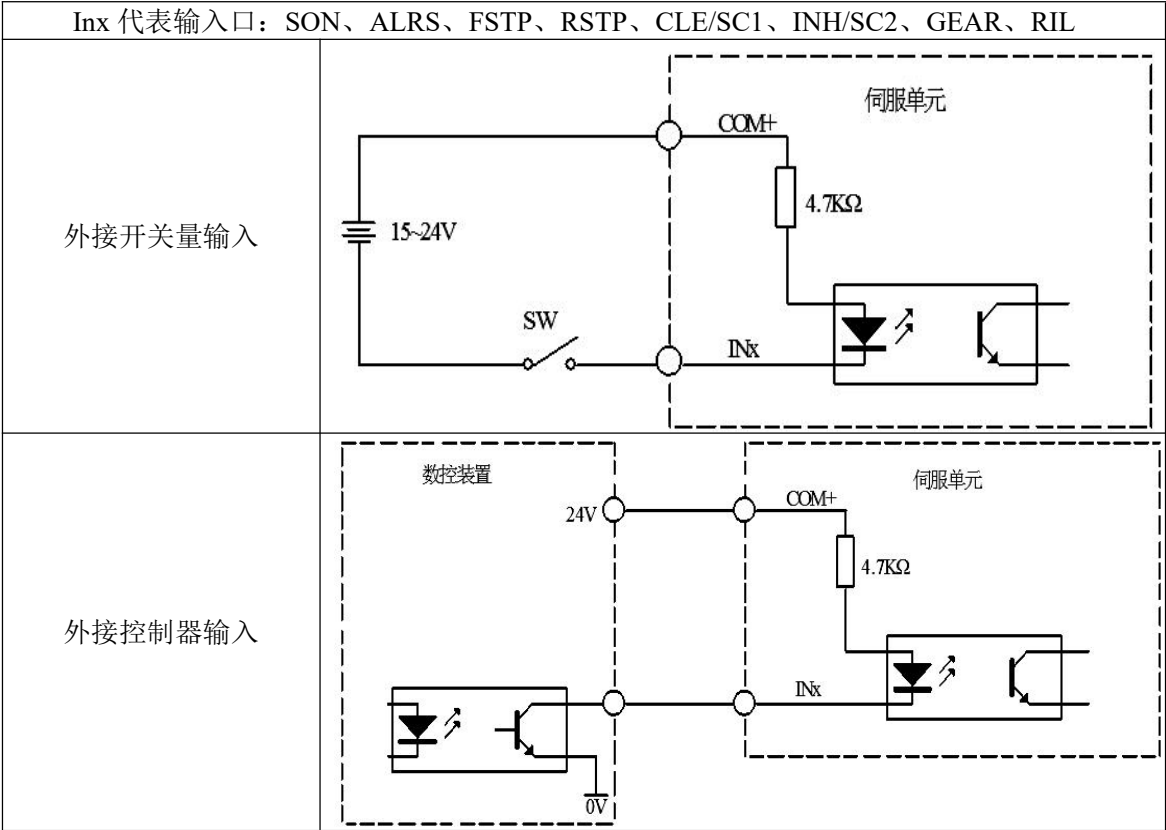 Inx 代表输入口：SON、ALRS、FSTP、RSTP、CLE/SC1、INH/SC2、GEAR、RIL
外接开关量输入
伺服单元
COM+
4.7KΩ
15~24V
SW
INx
外接控制器输入
数控装置
伺服单元
24V
COM+
4.7KΩ
INx
0V